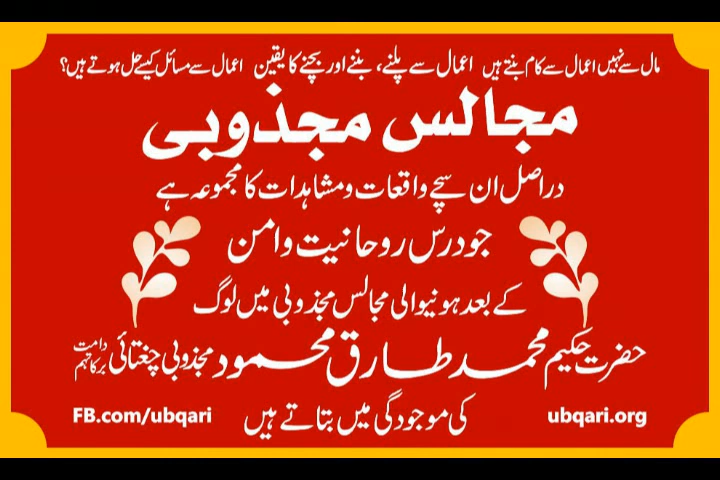 مال سے نہیں اعمال سے کام بنتے ہیں اعمال سے پلنے، بننے اور بچنے کا یقین اعمال سے مسائل کیسے حل ہوتے ہیں؟
مجالس مجذوبی
دراصل ان سچے واقعات و مشاہدات کا مجموعہ ہے
جو درس روحانیت و امن
کے بعد ہونیوالی مجالس مجذوبی میں لوگ
حضرت حکیم محمد طارق محمود مجذوبی چغتائی دامت برکاتہم
کی موجودگی میں بتاتے ہیں
ubqari.org
FB.com/ubqari